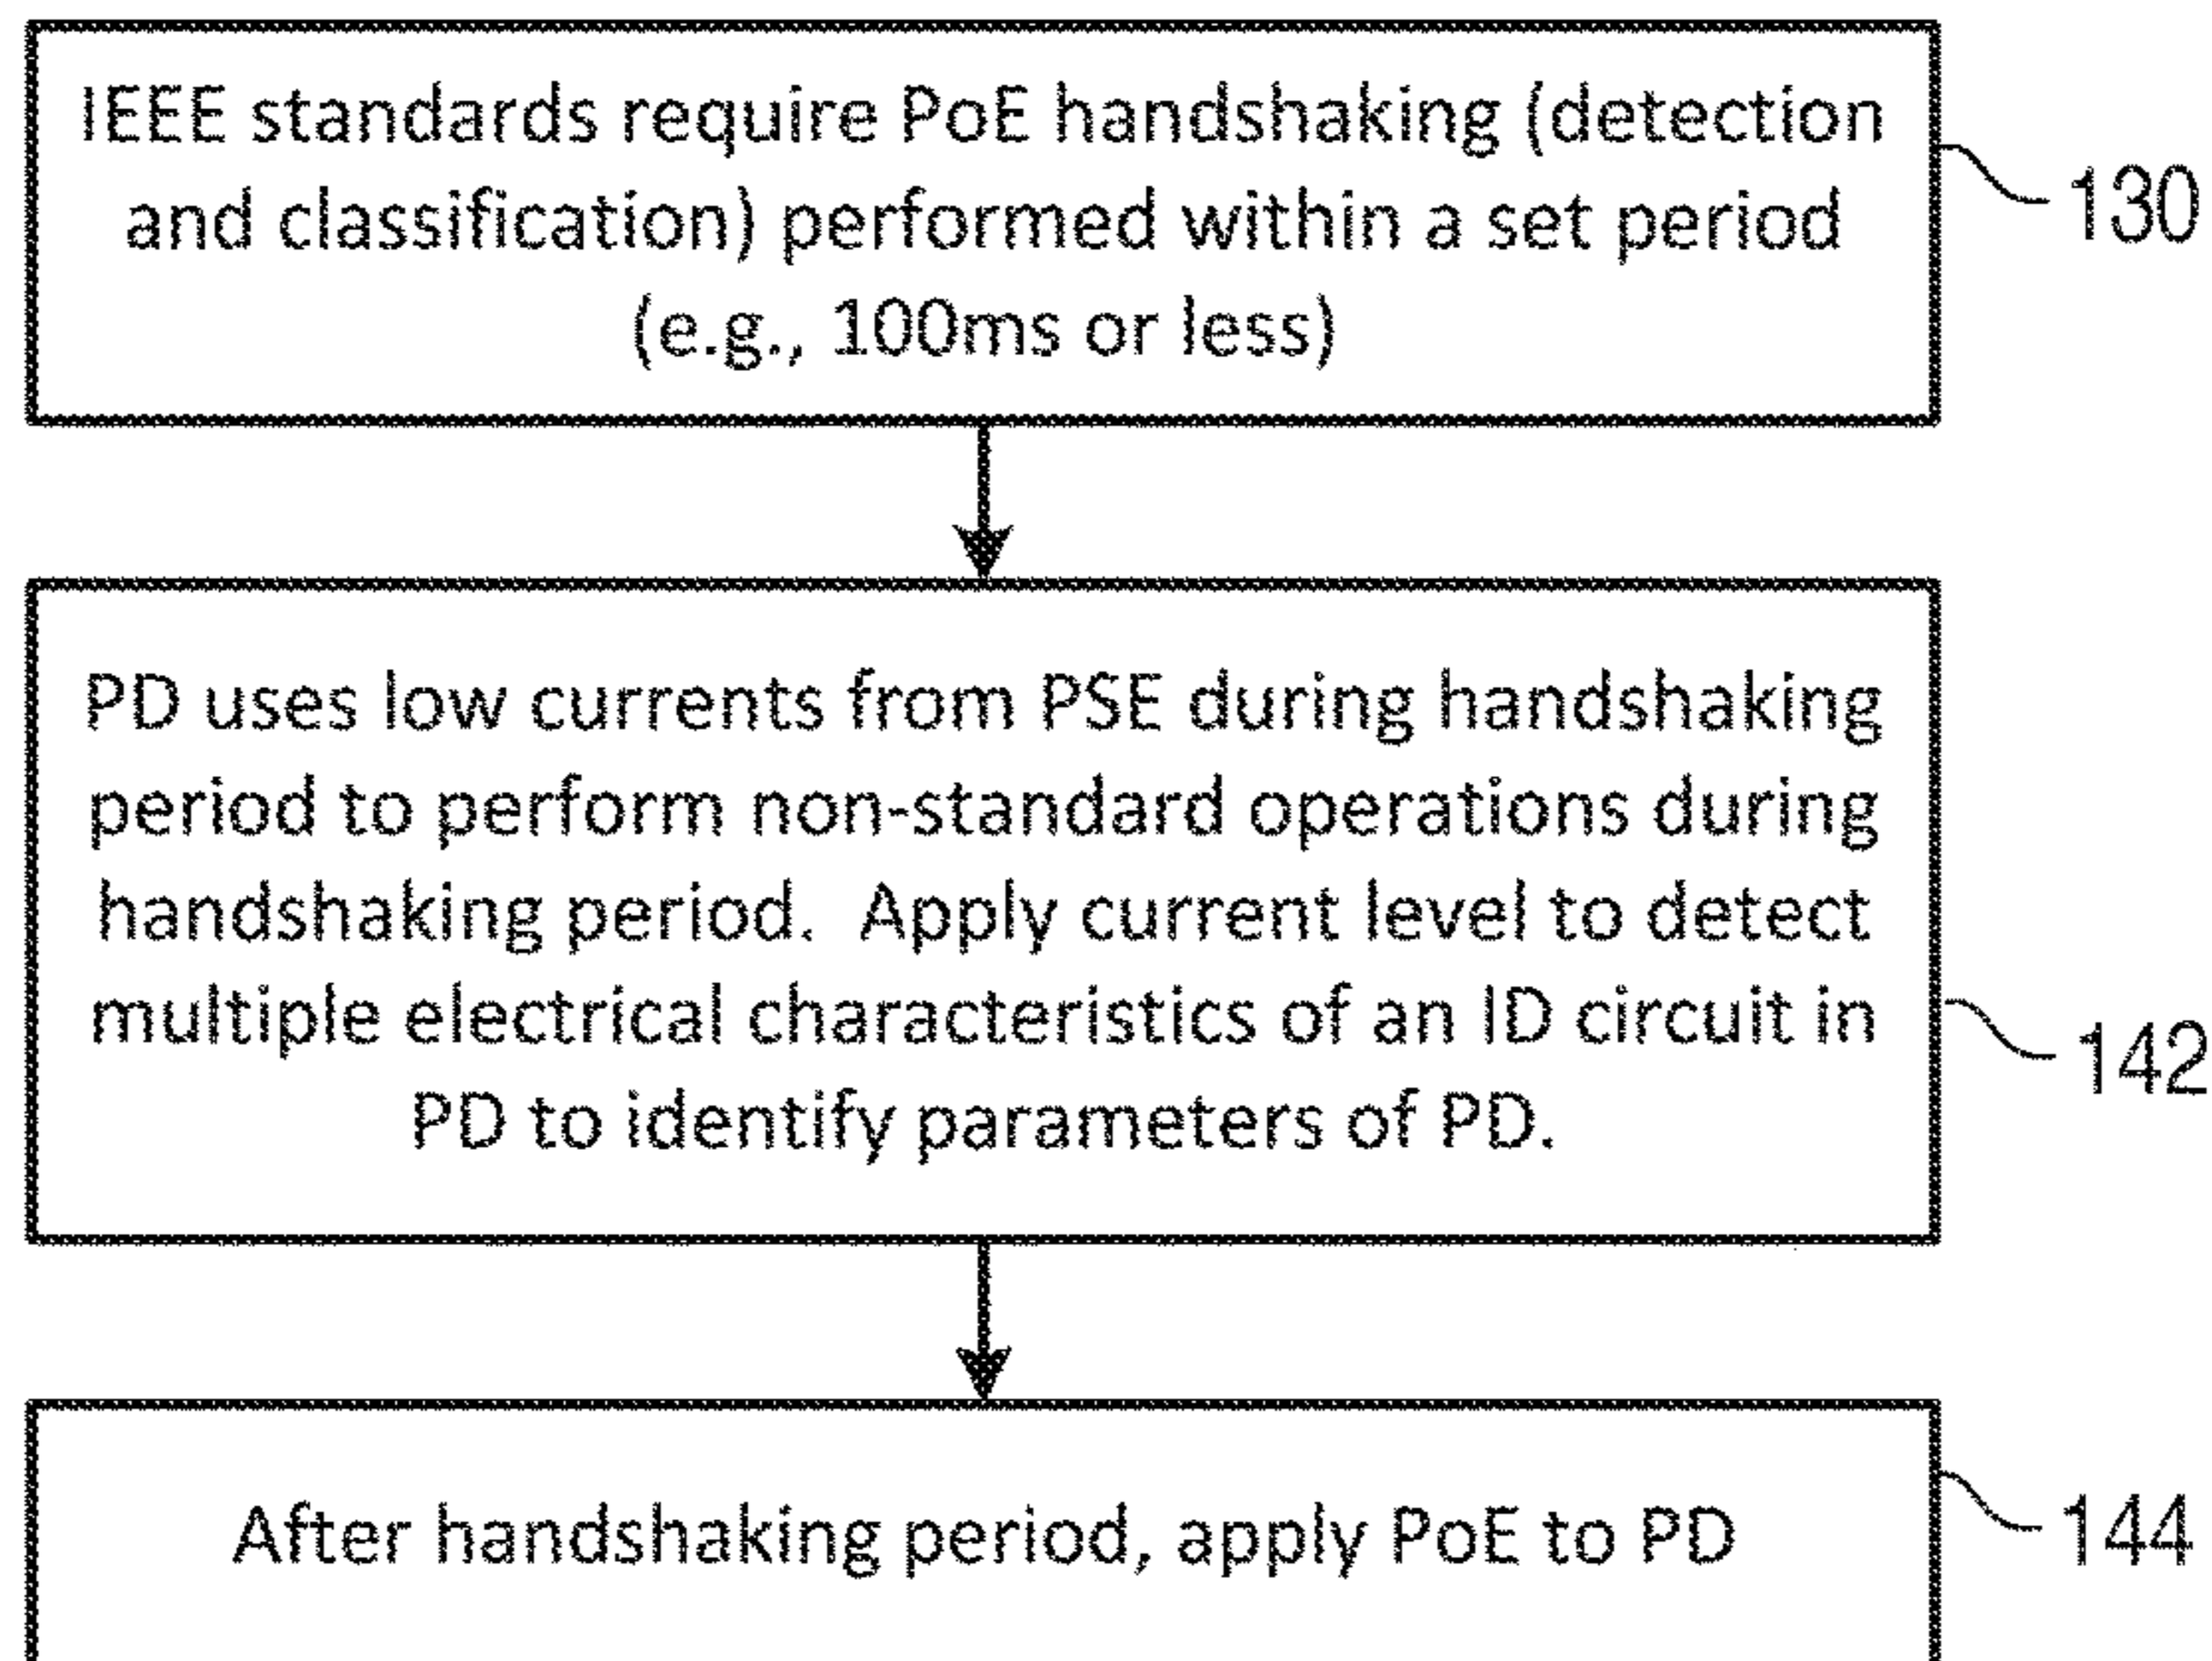 IEEE standards require PoE handshaking (detection
and classification) performed within a set period
(e.g., 100ms or less)
130
PD uses low currents from PSE during handshaking
period to perform non-standard operations during
handshaking period.  Apply current level to detect
multiple electrical characteristics of an ID circuit in
PD to identify parameters of PD.
142
After handshaking period, apply PoE to PD
144